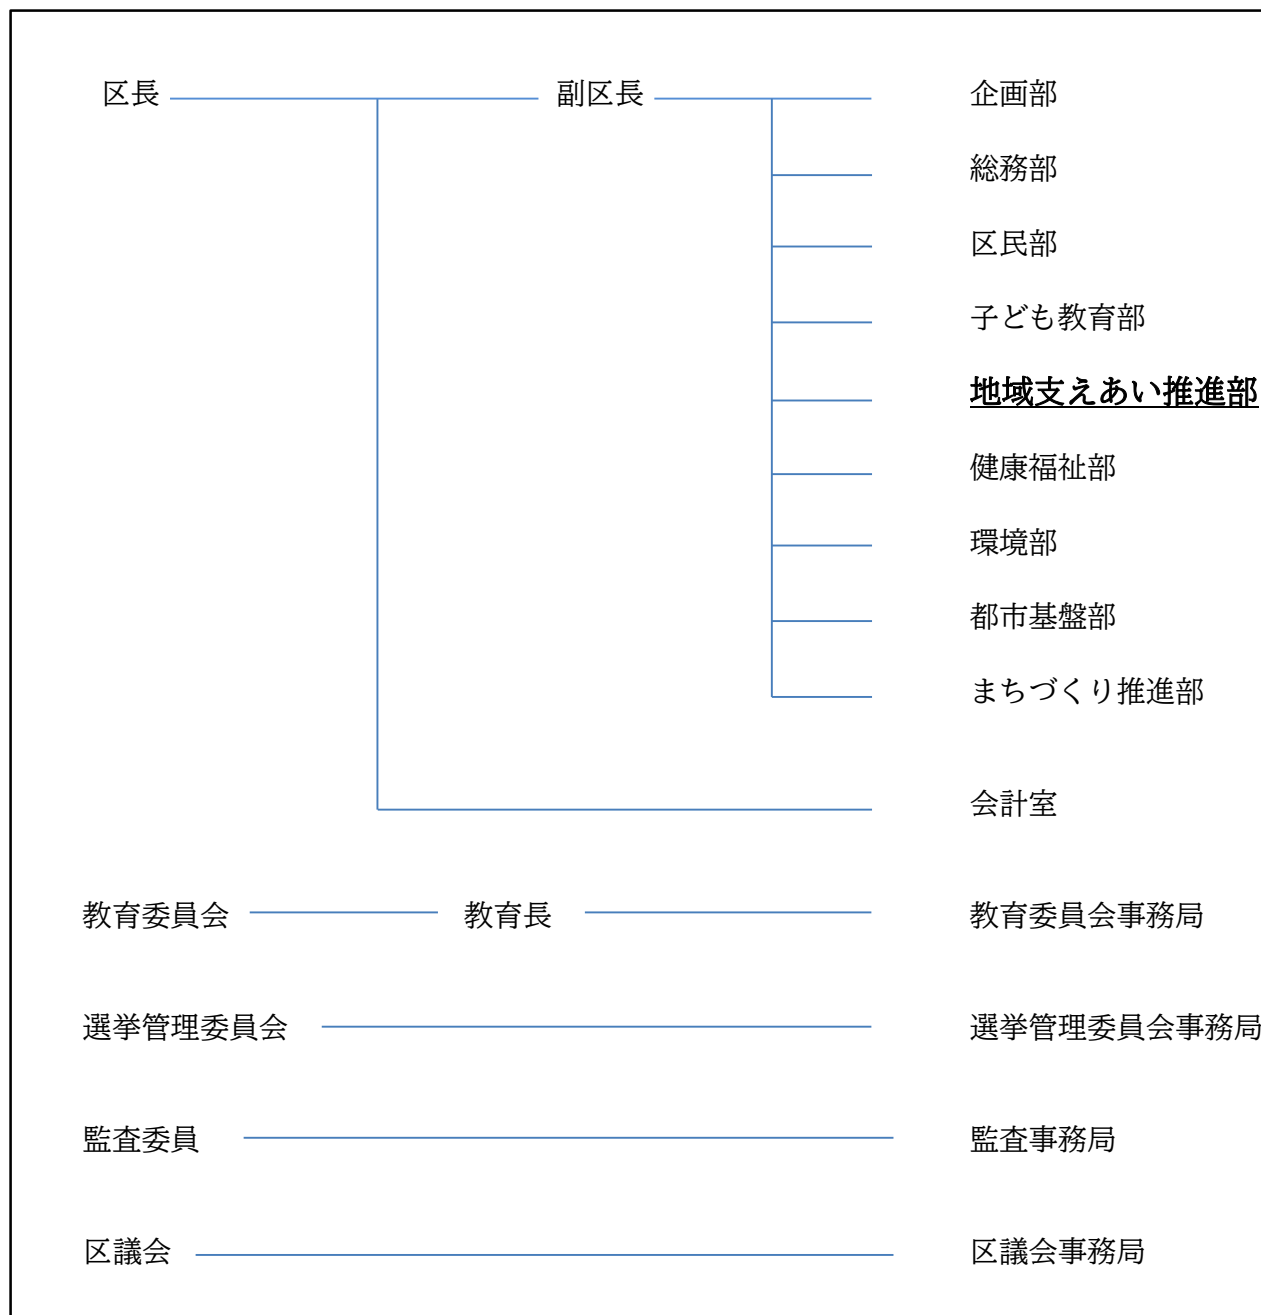 区長 副区長 企画部
総務部
区民部
子ども教育部
地域支えあい推進部
健康福祉部
環境部
都市基盤部
まちづくり推進部
会計室
教育委員会 教育長 教育委員会事務局
選挙管理委員会 選挙管理委員会事務局
監査委員 監査事務局
区議会 区議会事務局